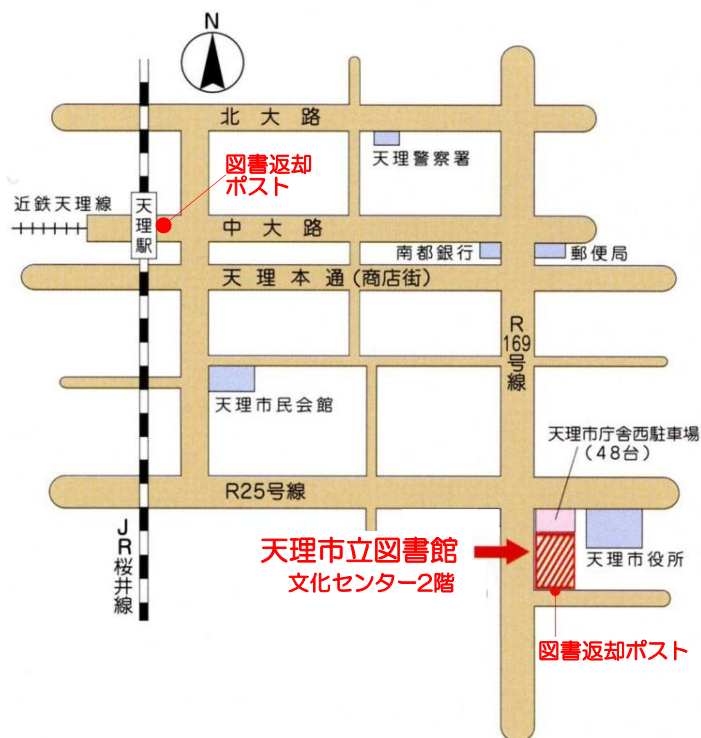 N
北大路
天理警察署
図書返却
ポスト
近鉄天理線
天理駅
中大路
南都銀行
郵便局
天理本通(商店街)
R
169
号線
天理市民会館
天理市庁舎西駐車場
(48台)
R25号線
JR桜井線
天理市立図書館
文化センター2階
天理市役所
図書返却ポスト